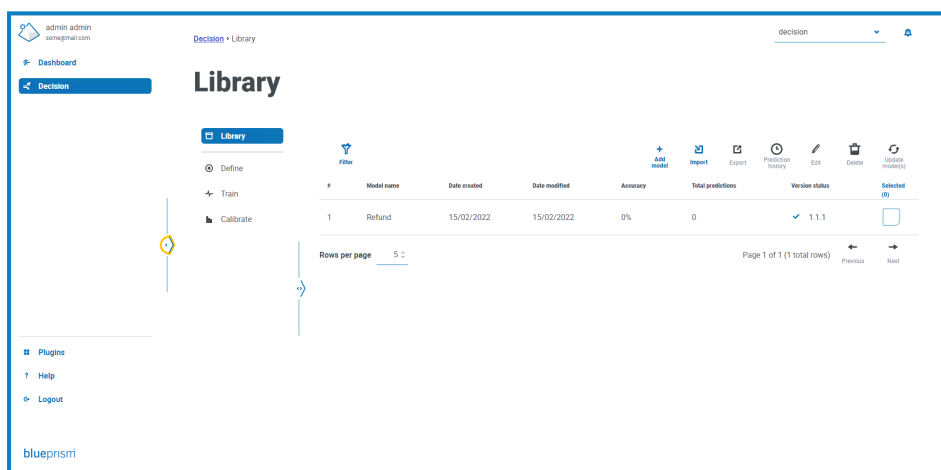 admin admin
some@mail.com
Decision › Library
decision
Dashboard
Decision
Library
Library
Define
Train
Calibrate
Filter
Add model
Import
Export
Prediction history
Edit
Delete
Update model(s)
# Model name Date created Date modified Accuracy Total predictions Version status Selected (0)
1 Refund 15/02/2022 15/02/2022 0% 0 1.1.1
Rows per page 5
Page 1 of 1 (1 total rows)
Previous
Next
Plugins
? Help
Logout
blueprism